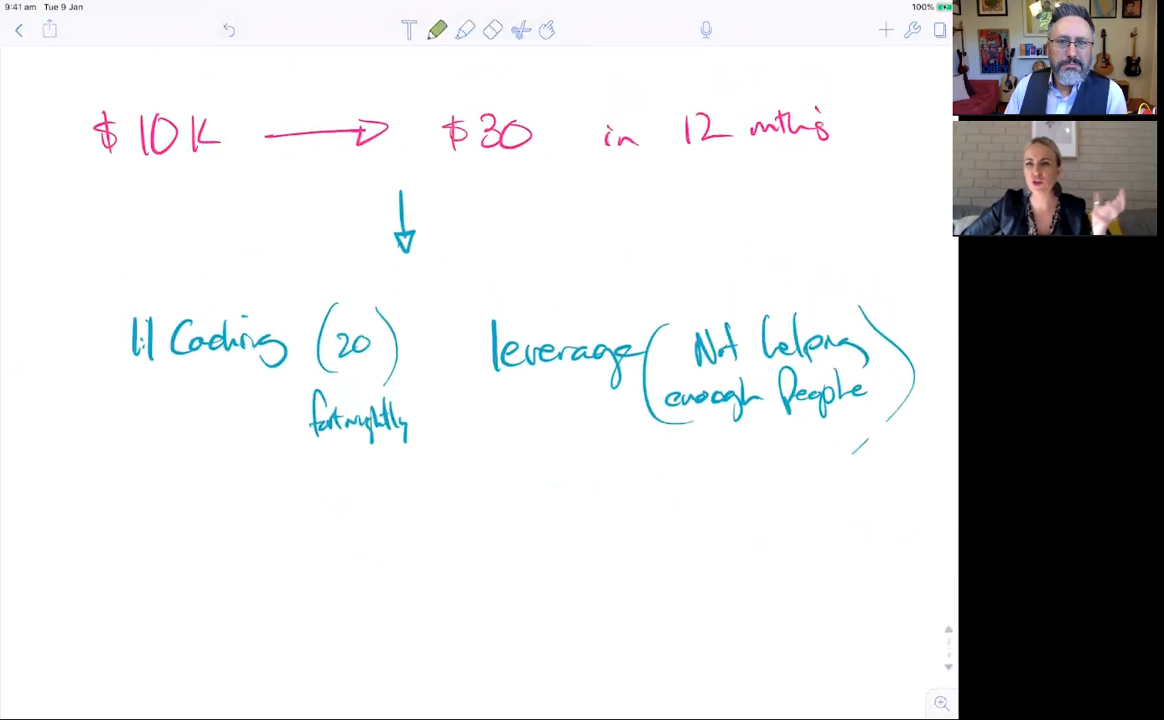 9:41 am Tue 9 Jan
100%
T
$10K → $30 in 12 mths
↓
1:1 Coaching (20)
fortnightly
leverage (Not helping
enough People)